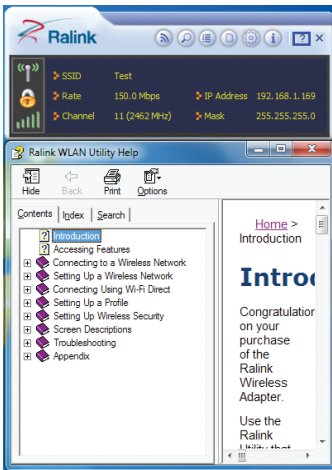 Ralink
SSID Test
Rate 150.0 Mbps IP Address 192.168.1.169
Channel 11 (2462 MHz) Mask 255.255.255.0
Ralink WLAN Utility Help
Hide Back Print Options
Contents Index Search
Introduction
Accessing Features
Connecting to a Wireless Network
Setting Up a Wireless Network
Connecting Using Wi-Fi Direct
Setting Up a Profile
Setting Up Wireless Security
Screen Descriptions
Troubleshooting
Appendix
Home >
Introduction
Introd
Congratulation
on your
purchase
of the
Ralink
Wireless
Adapter.
Use the
Ralink
Utility that